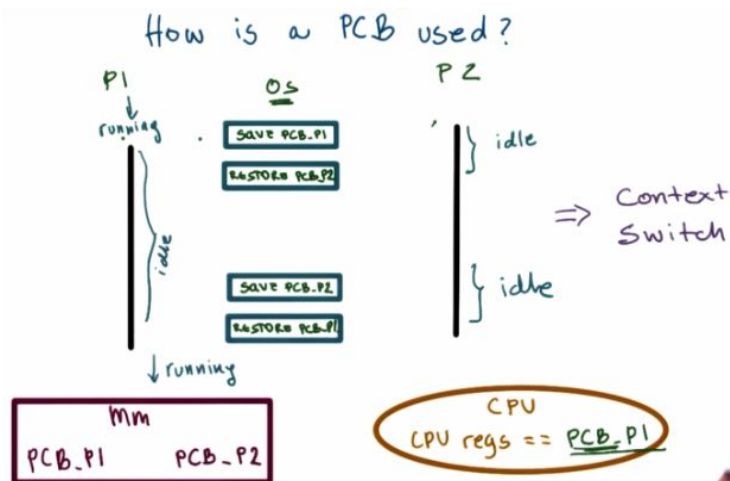 How is a PCB used?
P1
OS
P2
running
SAVE PCB_P1
idle
RESTORE PCB_P2
Context
Switch
idle
SAVE PCB_P2
idle
RESTORE PCB_P1
running
mm
PCB_P1 PCB_P2
CPU
CPU regs == PCB_P1